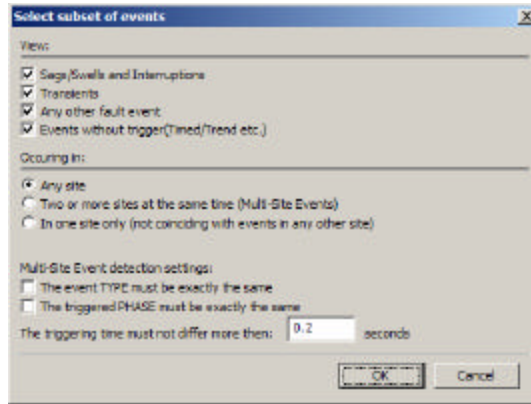 Select subset of events
View:
Sags/Swells and Interruptions
Transients
Any other fault event
Events without trigger(Timed/Trend etc.)
Occuring in:
Any site
Two or more sites at the same time (Multi-Site Events)
In one site only (not coinciding with events in any other site)
Multi-Site Event detection settings:
The event TYPE must be exactly the same
The triggered PHASE must be exactly the same
The triggering time must not differ more then: 0.2 seconds
OK Cancel